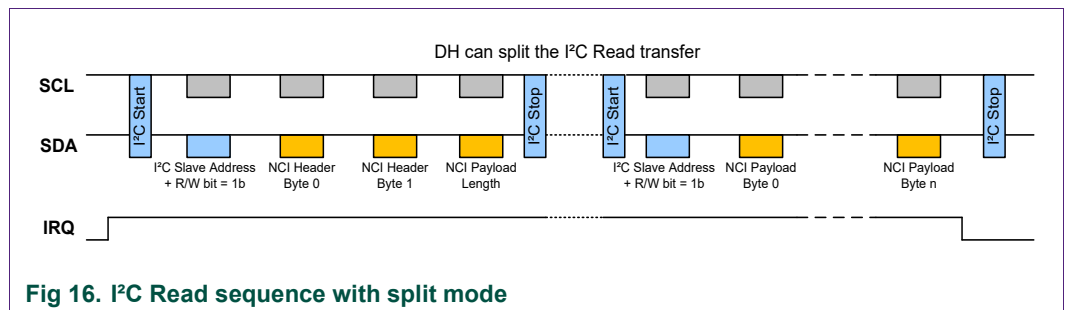 DH can split the I²C Read transfer
SCL
I²C Start
I²C Stop
I²C Start
I²C Stop
SDA
I²C Slave Address
+ R/W bit = 1b
NCI Header
Byte 0
NCI Header
Byte 1
NCI Payload
Length
I²C Slave Address
+ R/W bit = 1b
NCI Payload
Byte 0
NCI Payload
Byte n
IRQ
Fig 16. I²C Read sequence with split mode